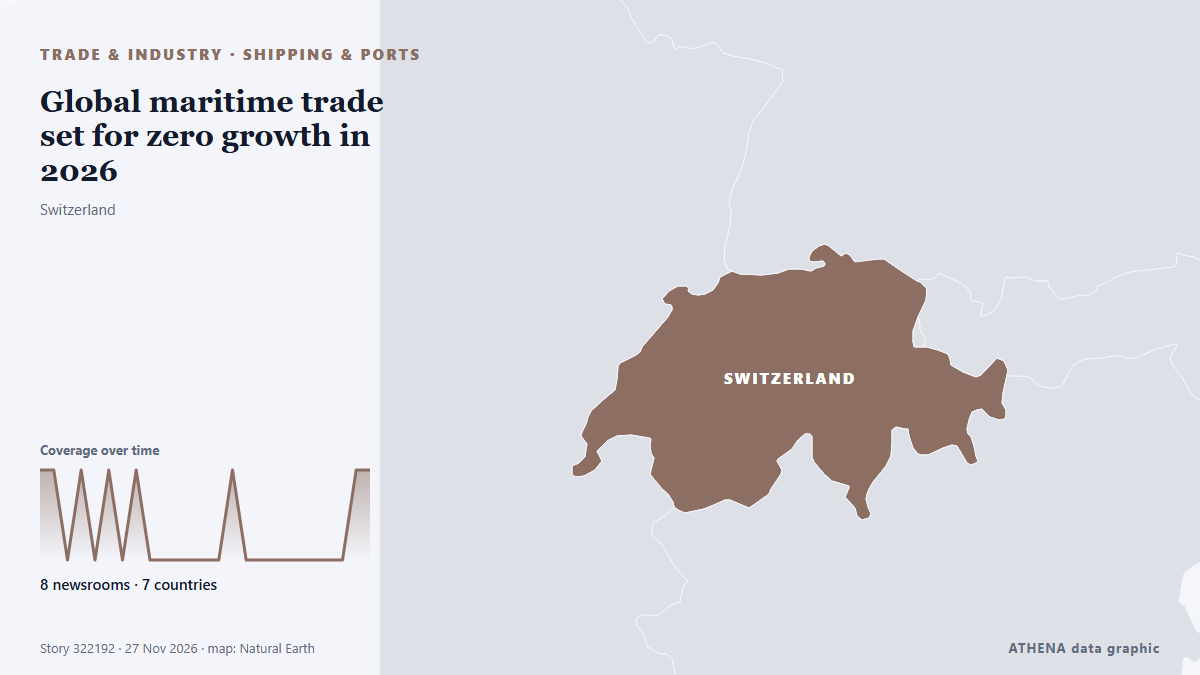 TRADE & INDUSTRY · SHIPPING & PORTS
Global maritime trade
set for zero growth in
2026
Switzerland
SWITZERLAND
Coverage over time
8 newsrooms · 7 countries
Story 322192 · 27 Nov 2026 · map: Natural Earth
ATHENA data graphic